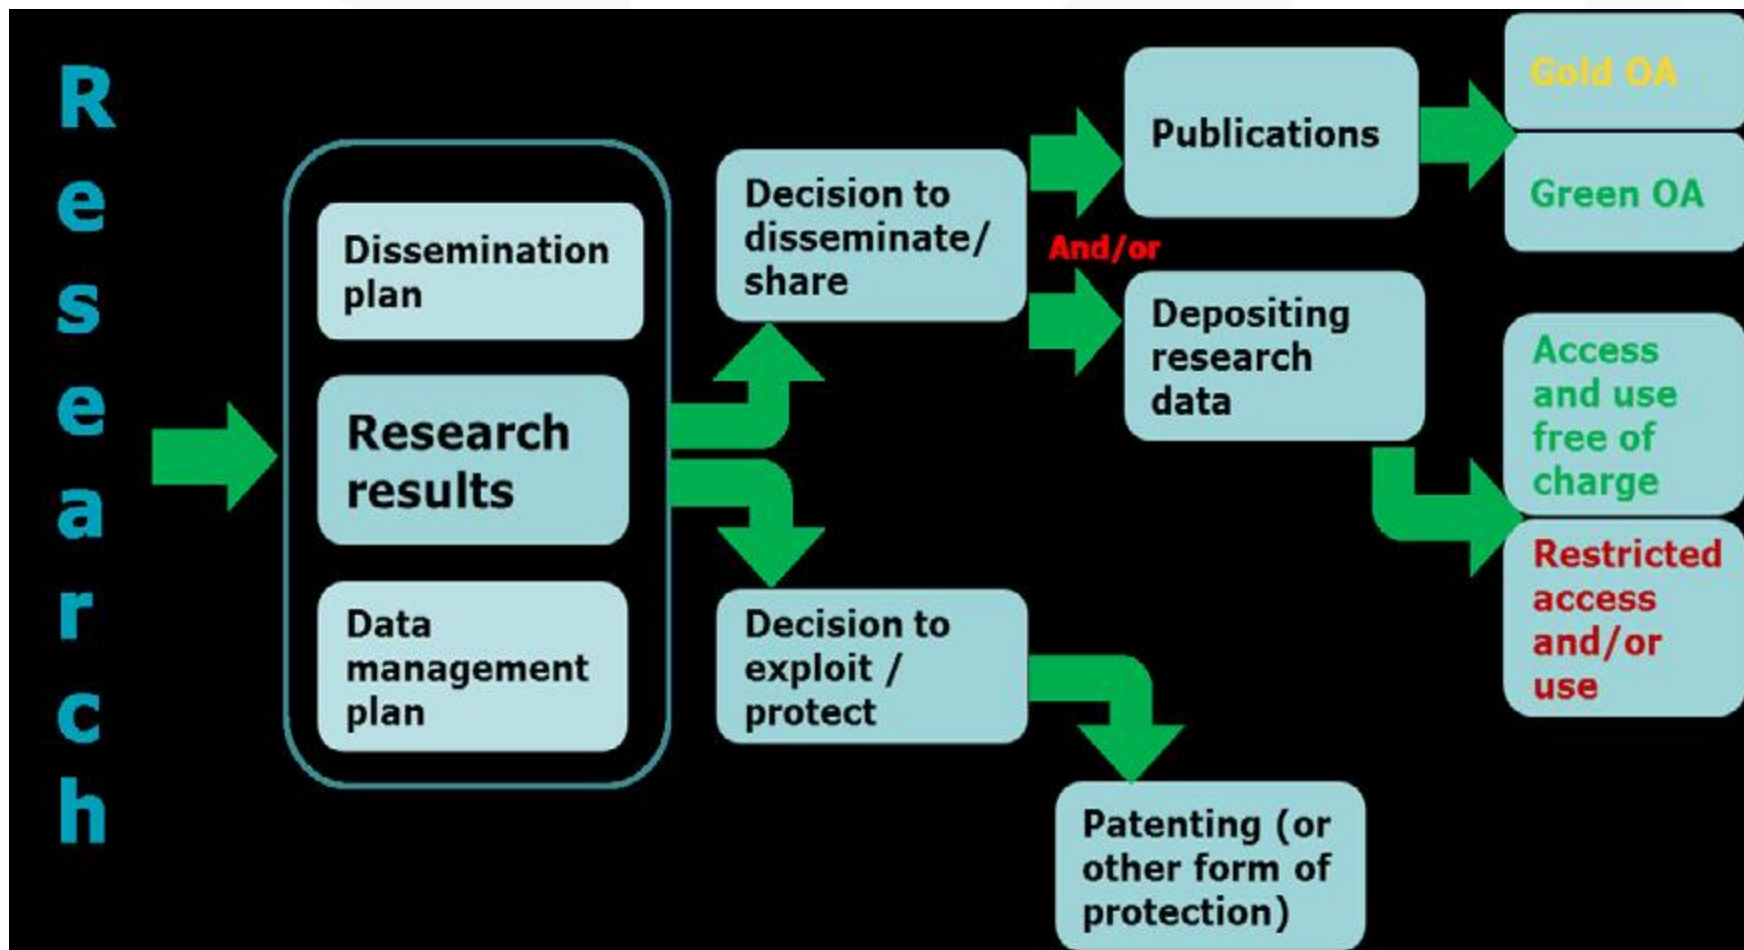 Research
Dissemination
plan
Research
results
Data
management
plan
Decision to
disseminate/
share
Decision to
exploit /
protect
And/or
Publications
Depositing
research
data
Patenting (or
other form of
protection)
Gold OA
Green OA
Access
and use
free of
charge
Restricted
access
and/or
use